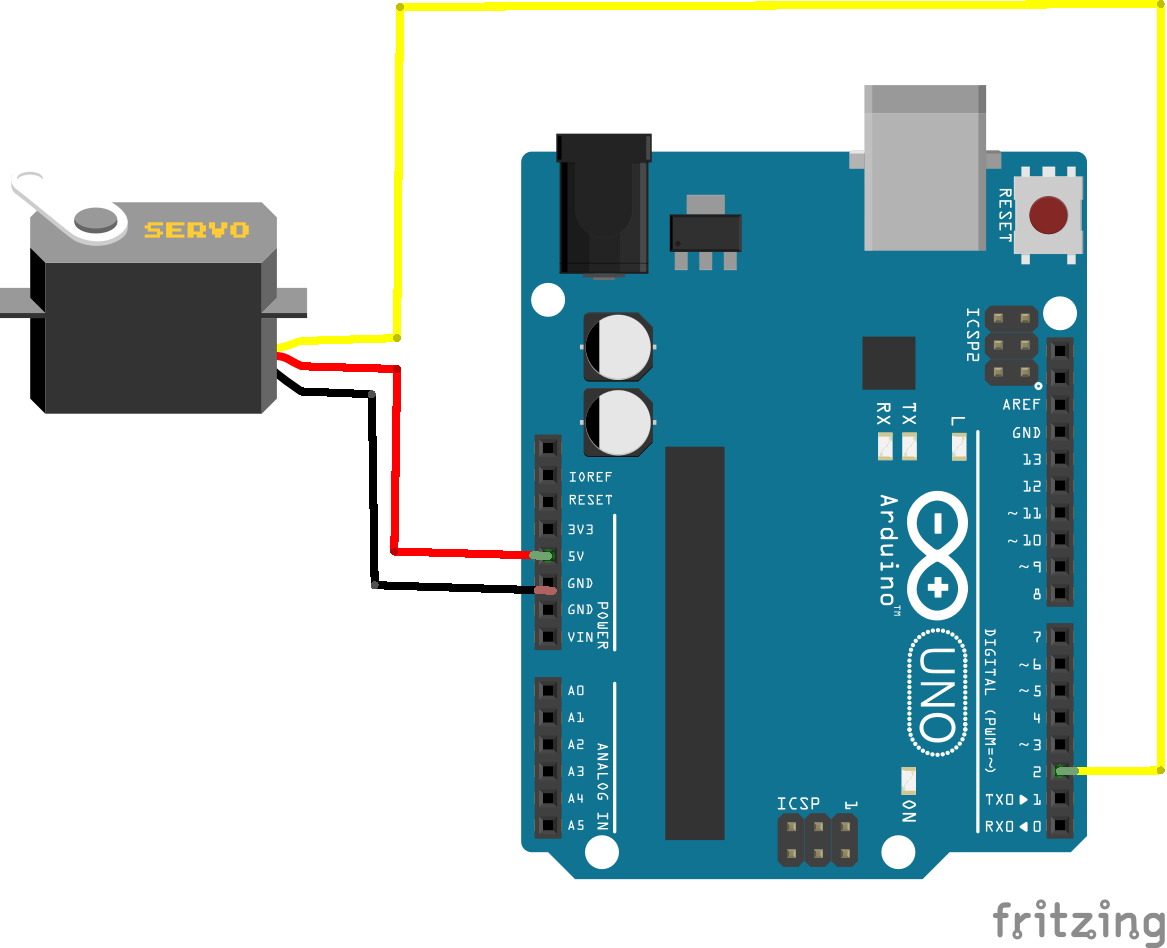 SERVO
RESET
ICSP2
IOREF
RESET
3V3
5V
GND
GND
VIN
POWER
A0
A1
A2
A3
A4
A5
ANALOG IN
RX
TX
L
AREF
GND
13
12
~11
~10
~9
8
Arduino™
UNO
7
~6
~5
4
~3
2
TX0▶1
RX0◀0
DIGITAL (PWM=~)
ON
ICSP
1
fritzing